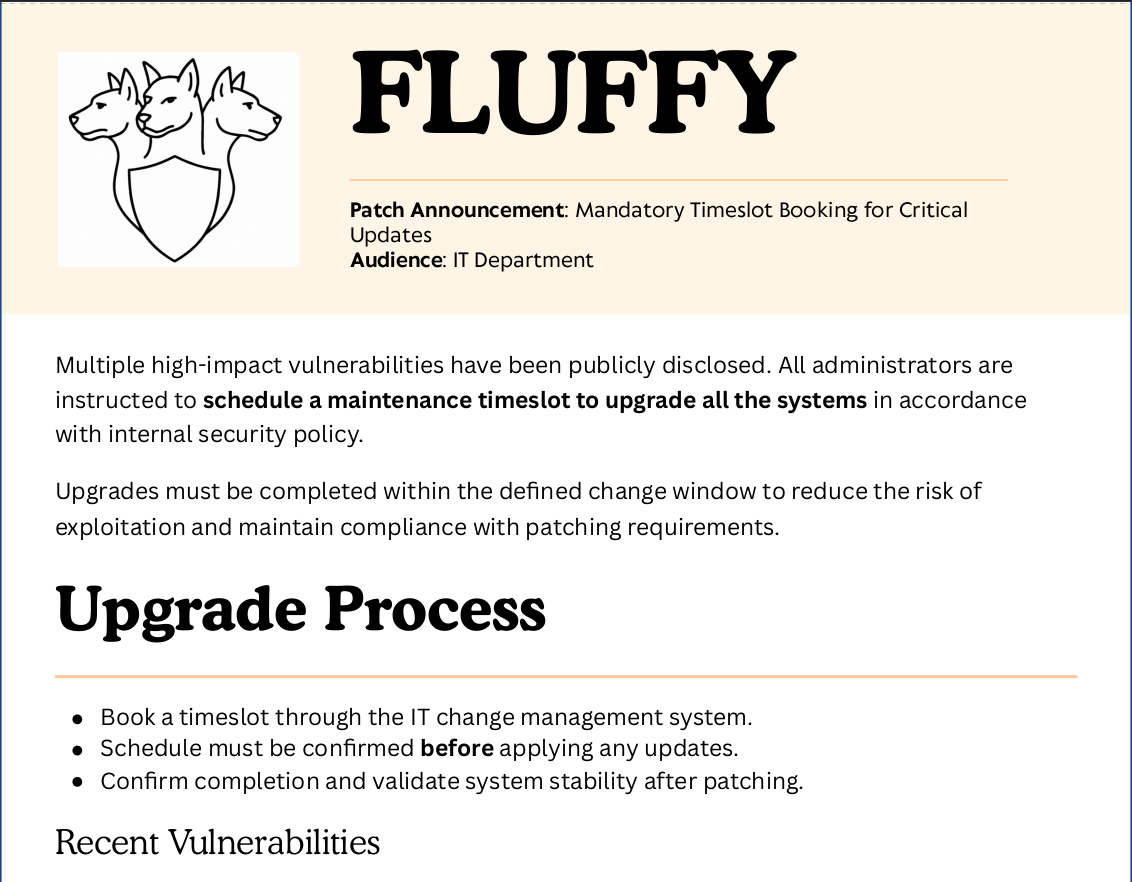 FLUFFY
Patch Announcement: Mandatory Timeslot Booking for Critical
Updates
Audience: IT Department
Multiple high-impact vulnerabilities have been publicly disclosed. All administrators are
instructed to schedule a maintenance timeslot to upgrade all the systems in accordance
with internal security policy.
Upgrades must be completed within the defined change window to reduce the risk of
exploitation and maintain compliance with patching requirements.
Upgrade Process
• Book a timeslot through the IT change management system.
• Schedule must be confirmed before applying any updates.
• Confirm completion and validate system stability after patching.
Recent Vulnerabilities